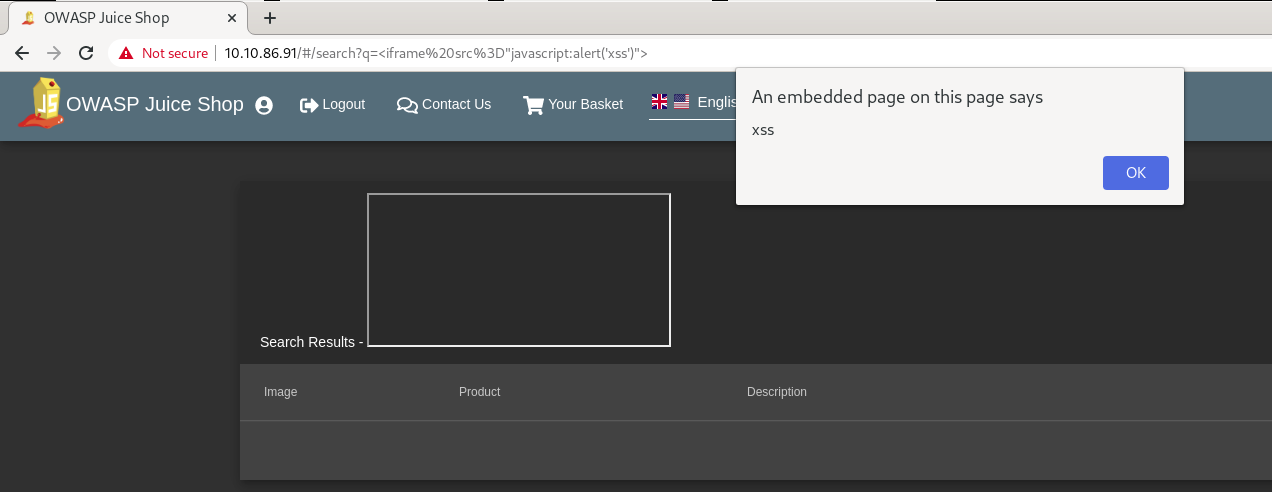 OWASP Juice Shop
Not secure 10.10.86.91/#/search?q=<iframe%20src%3D"javascript:alert('xss')">
JS OWASP Juice Shop Logout Contact Us Your Basket
An embedded page on this page says
xss
OK
Search Results -
Image Product Description